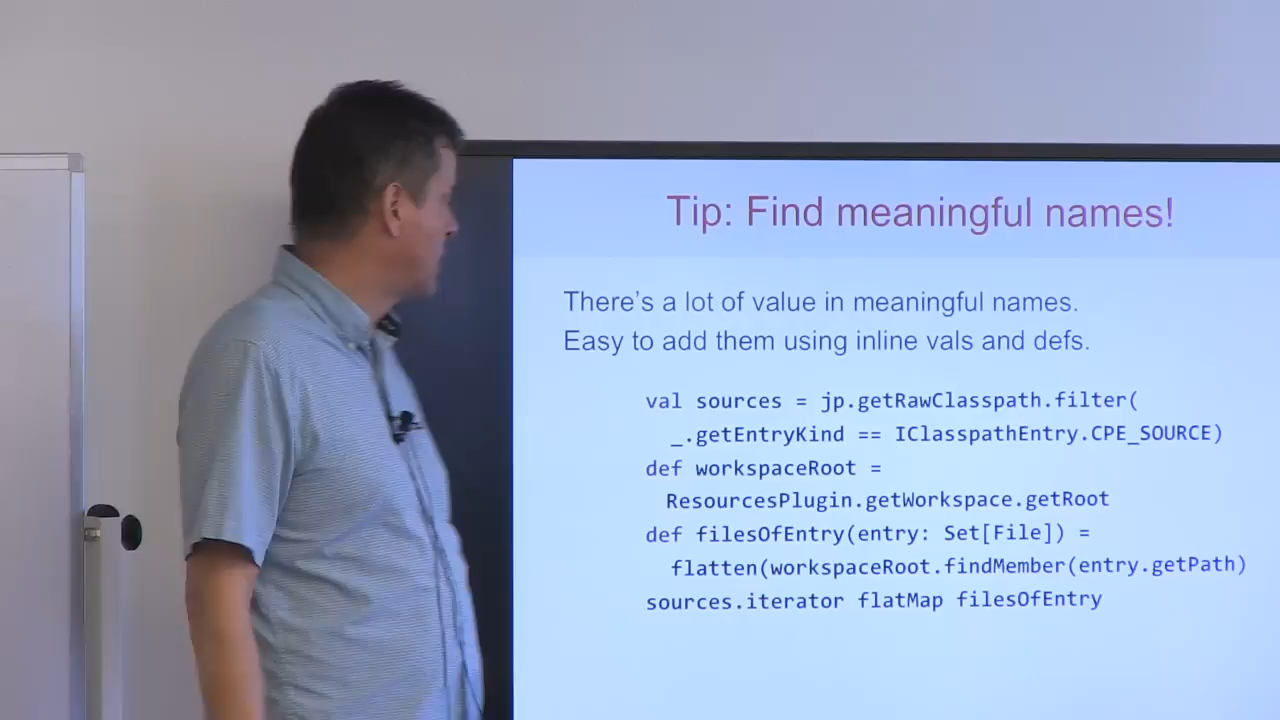 Tip: Find meaningful names!
There's a lot of value in meaningful names.
Easy to add them using inline vals and defs.
val sources = jp.getRawClasspath.filter(
_.getEntryKind == IClasspathEntry.CPE_SOURCE)
def workspaceRoot =
ResourcesPlugin.getWorkspace.getRoot
def filesOfEntry(entry: Set[File]) =
flatten(workspaceRoot.findMember(entry.getPath)
sources.iterator flatMap filesOfEntry